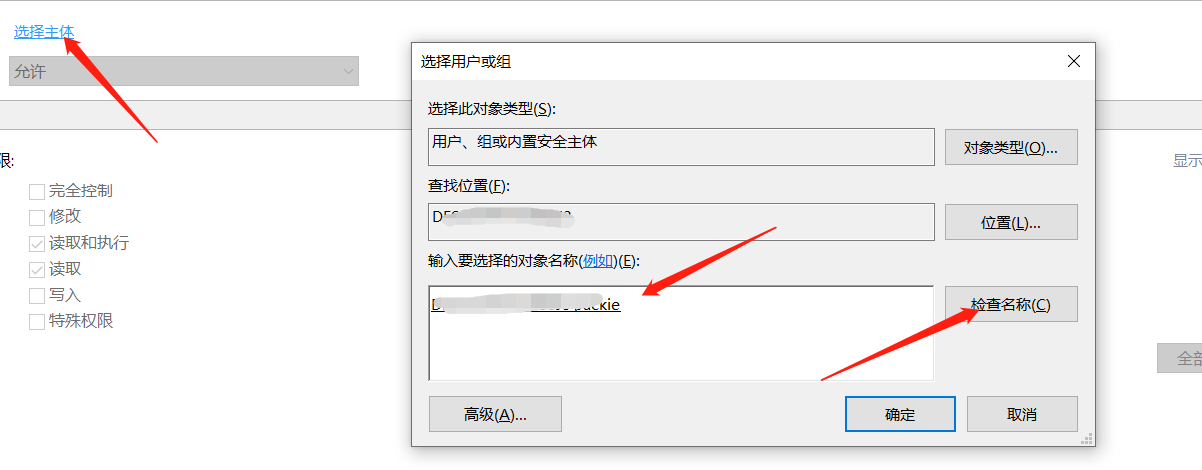 选择主体
允许
限:
显示
完全控制
修改
读取和执行
读取
写入
特殊权限
全部
选择用户或组
选择此对象类型(S):
用户、组或内置安全主体
对象类型(O)...
查找位置(F):
位置(L)...
输入要选择的对象名称(例如)(E):
检查名称(C)
高级(A)...
确定
取消